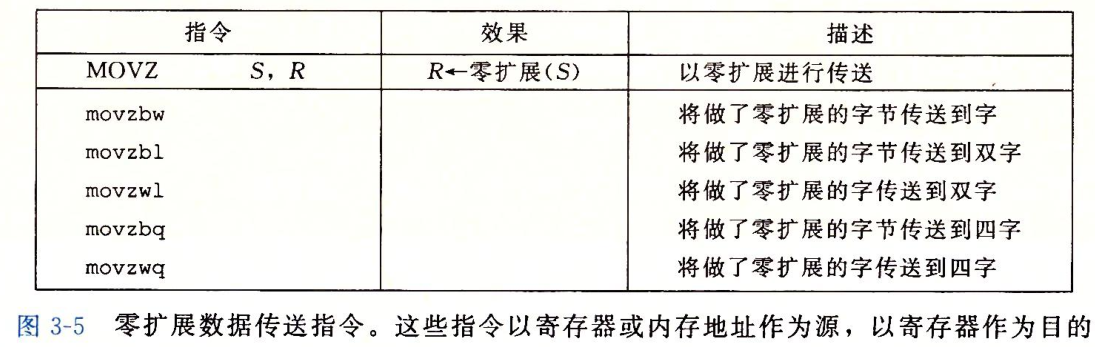 指令 效果 描述
MOVZ S, R R←零扩展(S) 以零扩展进行传送
movzbw 将做了零扩展的字节传送到字
movzbl 将做了零扩展的字节传送到双字
movzwl 将做了零扩展的字传送到双字
movzbq 将做了零扩展的字节传送到四字
movzwq 将做了零扩展的字传送到四字
图 3-5 零扩展数据传送指令。这些指令以寄存器或内存地址作为源，以寄存器作为目的